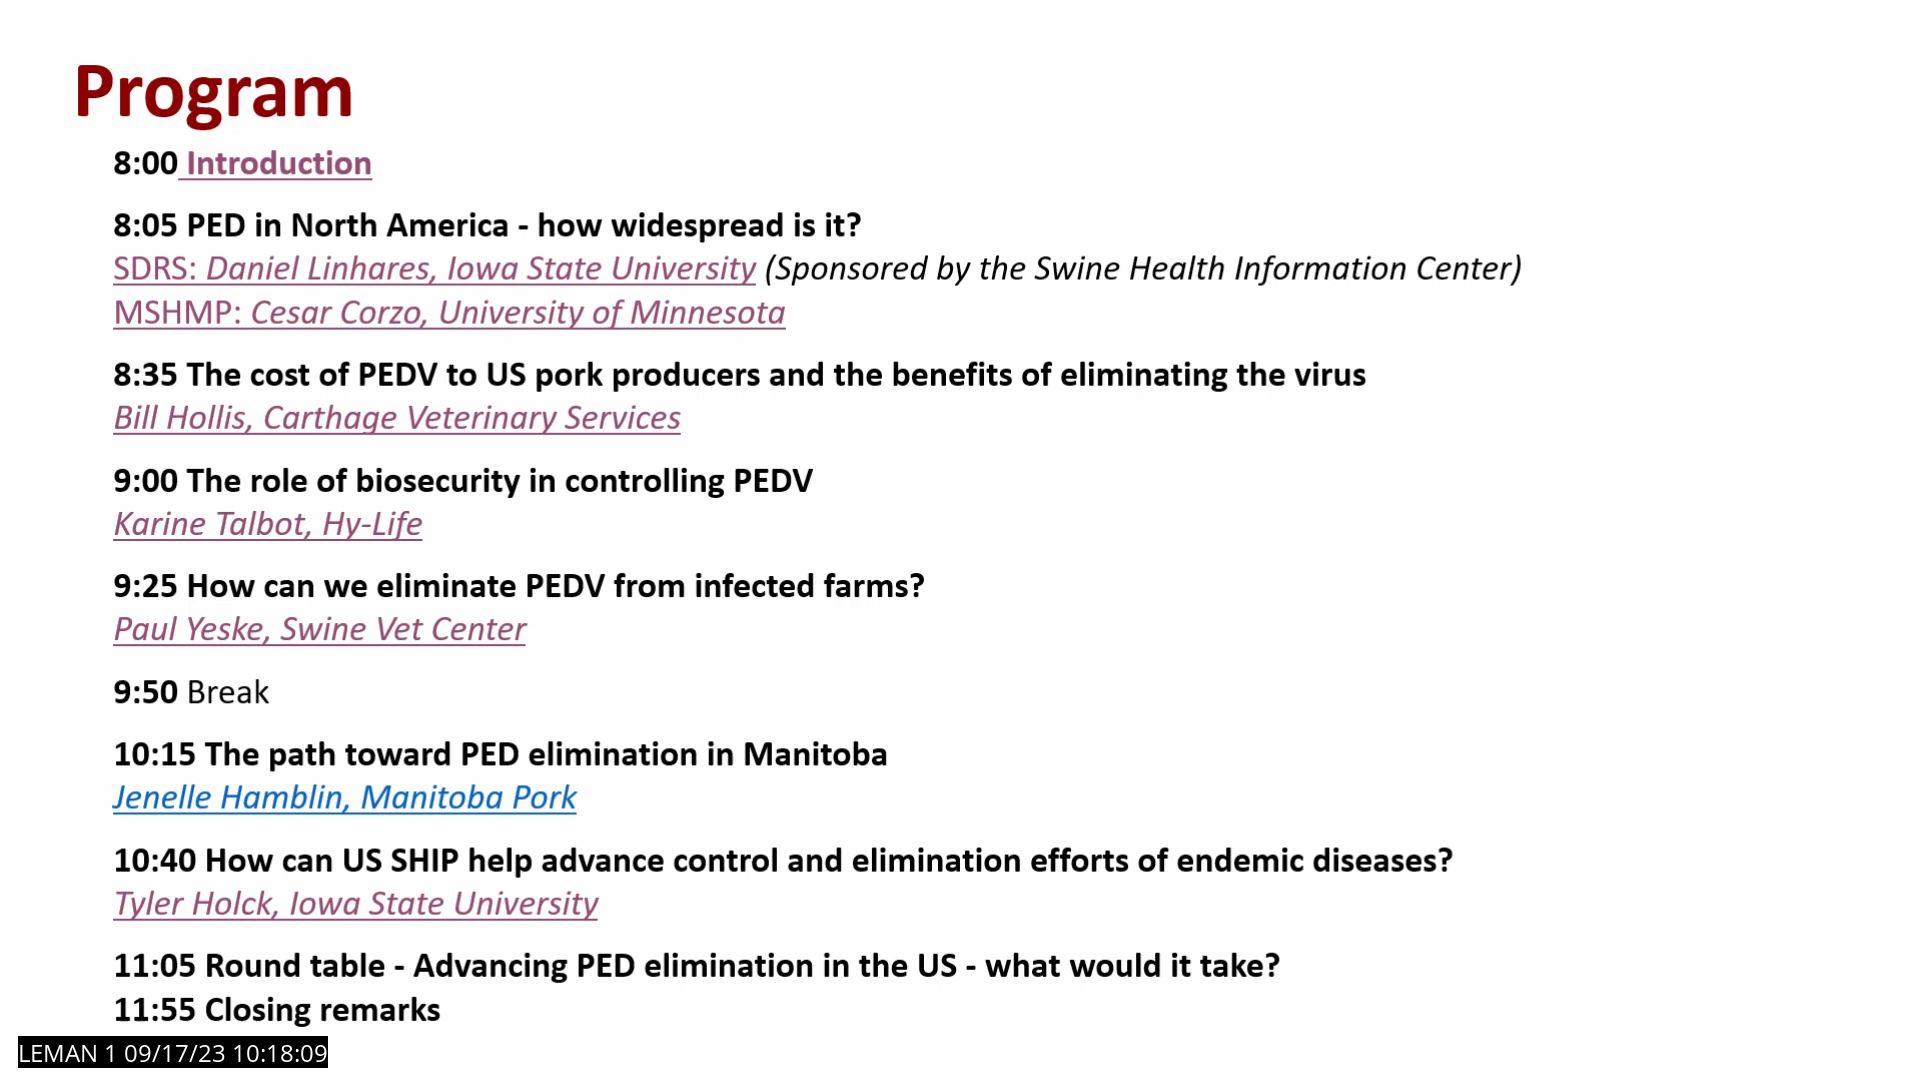 Program
8:00 Introduction
8:05 PED in North America - how widespread is it?
SDRS: Daniel Linhares, Iowa State University (Sponsored by the Swine Health Information Center)
MSHMP: Cesar Corzo, University of Minnesota
8:35 The cost of PEDV to US pork producers and the benefits of eliminating the virus
Bill Hollis, Carthage Veterinary Services
9:00 The role of biosecurity in controlling PEDV
Karine Talbot, Hy-Life
9:25 How can we eliminate PEDV from infected farms?
Paul Yeske, Swine Vet Center
9:50 Break
10:15 The path toward PED elimination in Manitoba
Jenelle Hamblin, Manitoba Pork
10:40 How can US SHIP help advance control and elimination efforts of endemic diseases?
Tyler Holck, Iowa State University
11:05 Round table - Advancing PED elimination in the US - what would it take?
11:55 Closing remarks
LEMAN 1 09/17/23 10:18:09